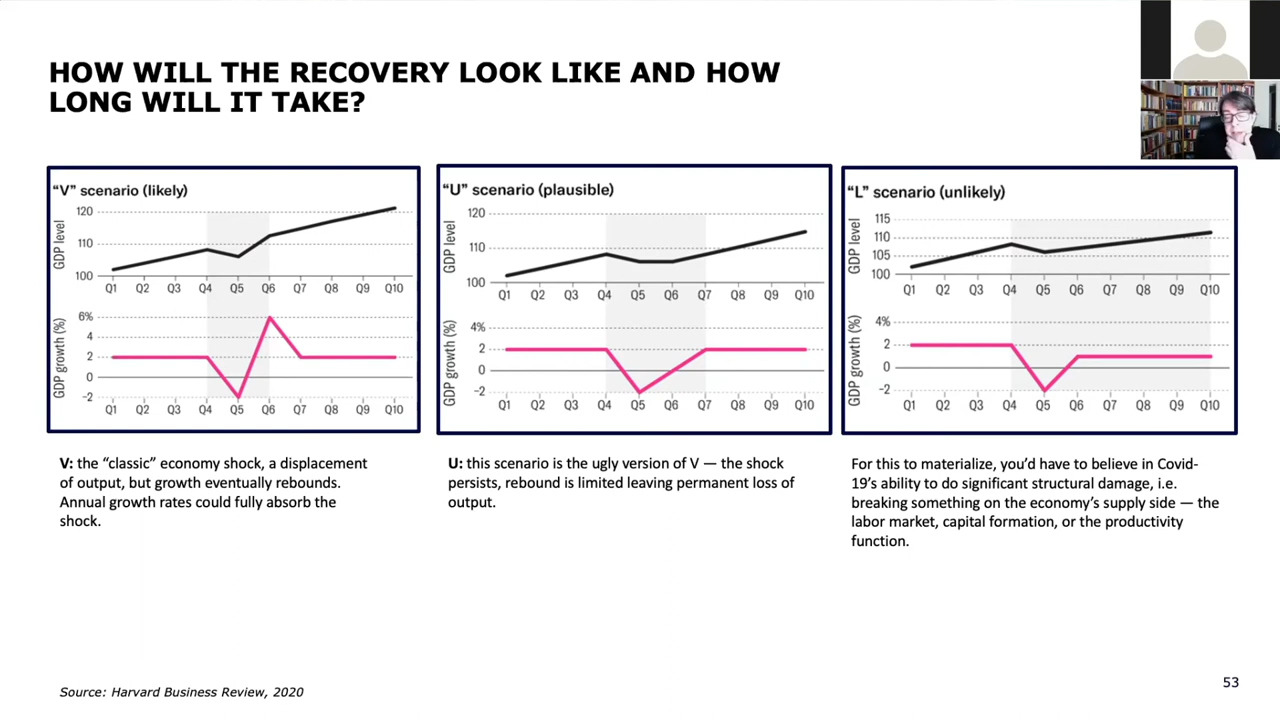 HOW WILL THE RECOVERY LOOK LIKE AND HOW
LONG WILL IT TAKE?
“V” scenario (likely)
GDP level
120
110
100
Q1 Q2 Q3 Q4 Q5 Q6 Q7 Q8 Q9 Q10
GDP growth (%)
6%
4
2
0
-2
Q1 Q2 Q3 Q4 Q5 Q6 Q7 Q8 Q9 Q10
“U” scenario (plausible)
GDP level
120
110
100
Q1 Q2 Q3 Q4 Q5 Q6 Q7 Q8 Q9 Q10
GDP growth (%)
4%
2
0
-2
Q1 Q2 Q3 Q4 Q5 Q6 Q7 Q8 Q9 Q10
“L” scenario (unlikely)
GDP level
115
110
105
100
Q1 Q2 Q3 Q4 Q5 Q6 Q7 Q8 Q9 Q10
GDP growth (%)
4%
2
0
-2
Q1 Q2 Q3 Q4 Q5 Q6 Q7 Q8 Q9 Q10
V: the “classic” economy shock, a displacement
of output, but growth eventually rebounds.
Annual growth rates could fully absorb the
shock.
U: this scenario is the ugly version of V — the shock
persists, rebound is limited leaving permanent loss of
output.
For this to materialize, you’d have to believe in Covid-
19’s ability to do significant structural damage, i.e.
breaking something on the economy’s supply side — the
labor market, capital formation, or the productivity
function.
Source: Harvard Business Review, 2020
53